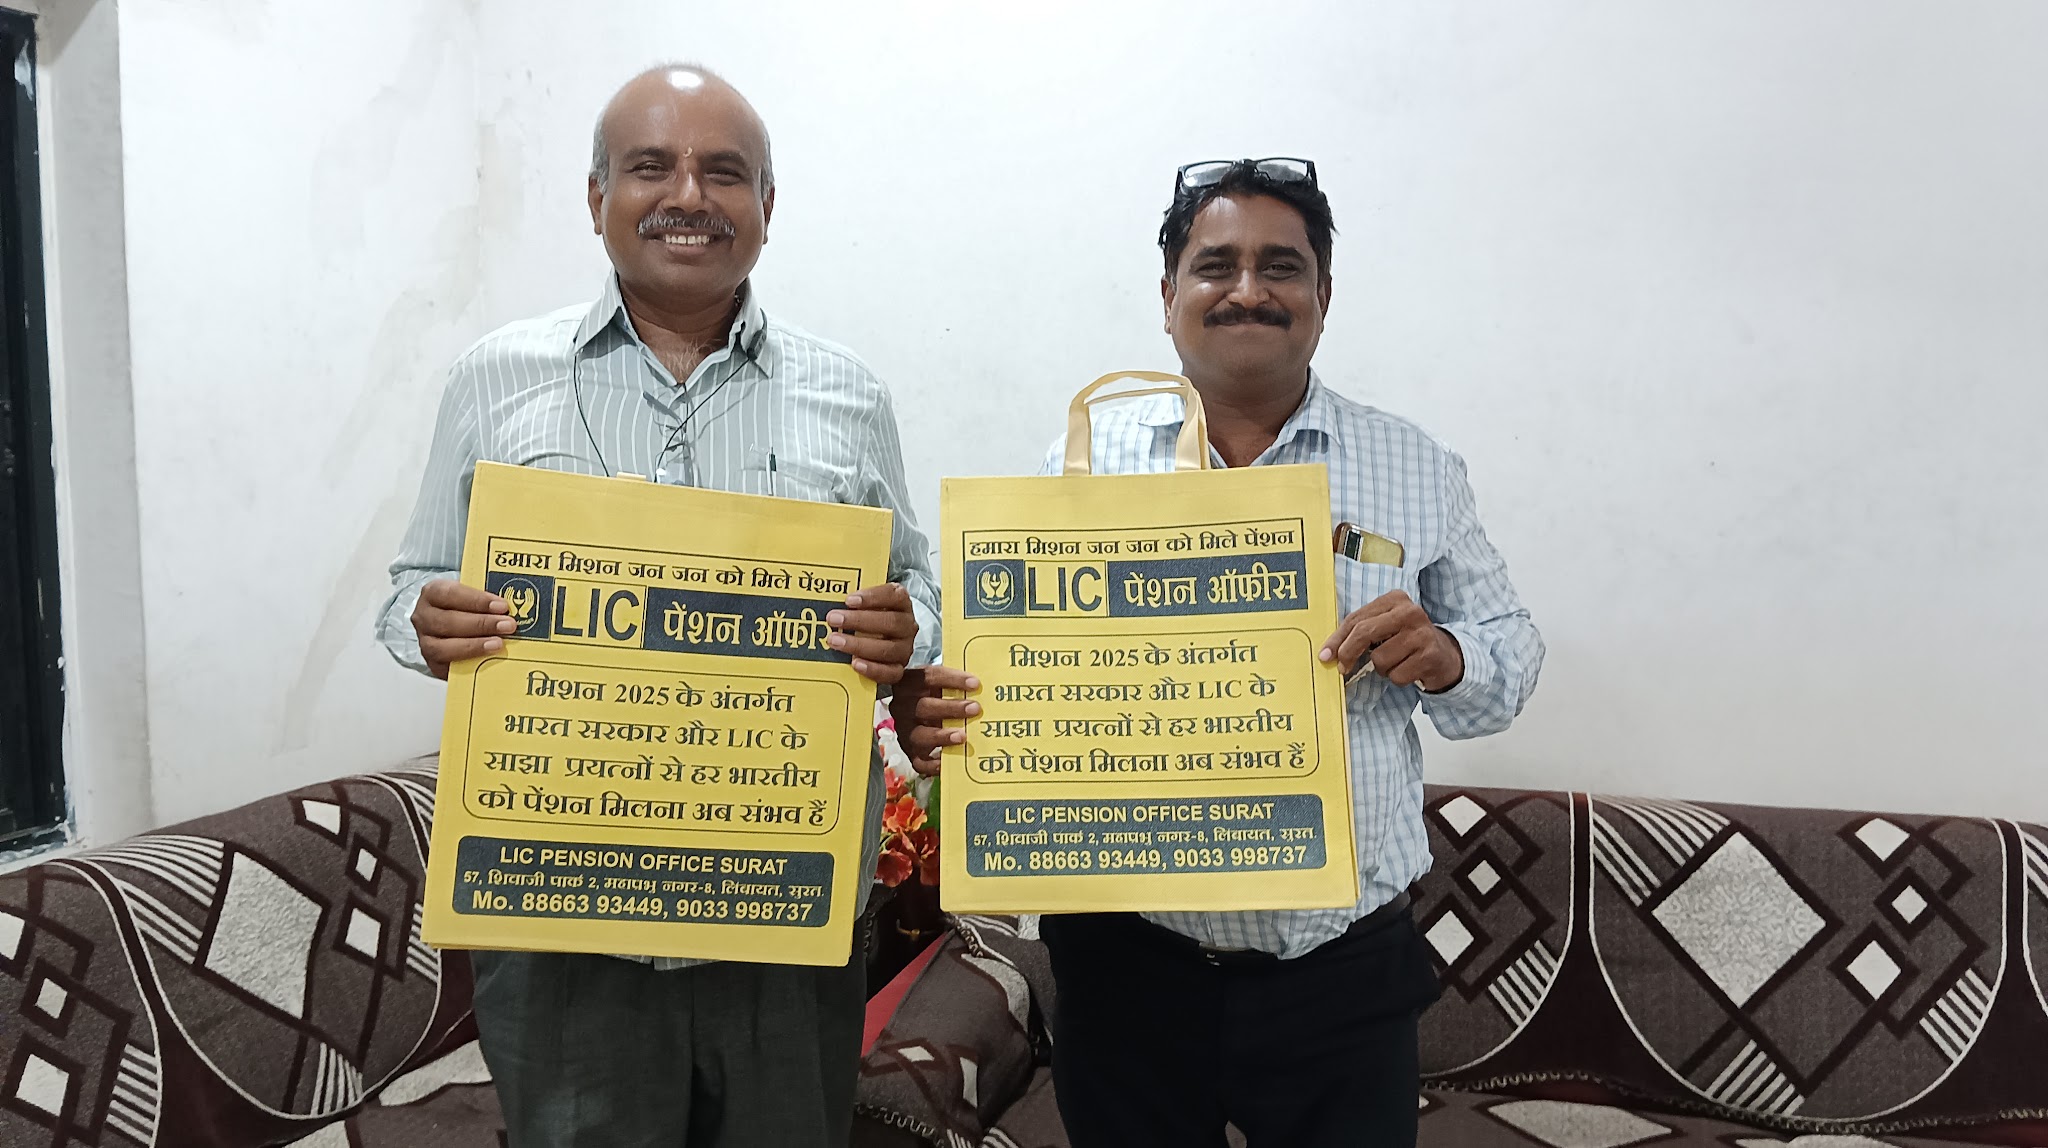 हमारा मिशन जन जन को मिले पेंशन
LIC पेंशन ऑफीस
मिशन 2025 के अंतर्गत
भारत सरकार और LIC के
साझा प्रयत्नों से हर भारतीय
को पेंशन मिलना अब संभव हैं
LIC PENSION OFFICE SURAT
57, शिवाजी पार्क 2, महाप्रभु नगर-8, लिंबायत, सुरत.
Mo. 88663 93449, 9033 998737
हमारा मिशन जन जन को मिले पेंशन
LIC पेंशन ऑफीस
मिशन 2025 के अंतर्गत
भारत सरकार और LIC के
साझा प्रयत्नों से हर भारतीय
को पेंशन मिलना अब संभव हैं
LIC PENSION OFFICE SURAT
57, शिवाजी पार्क 2, महाप्रभु नगर-8, लिंबायत, सुरत.
Mo. 88663 93449, 9033 998737